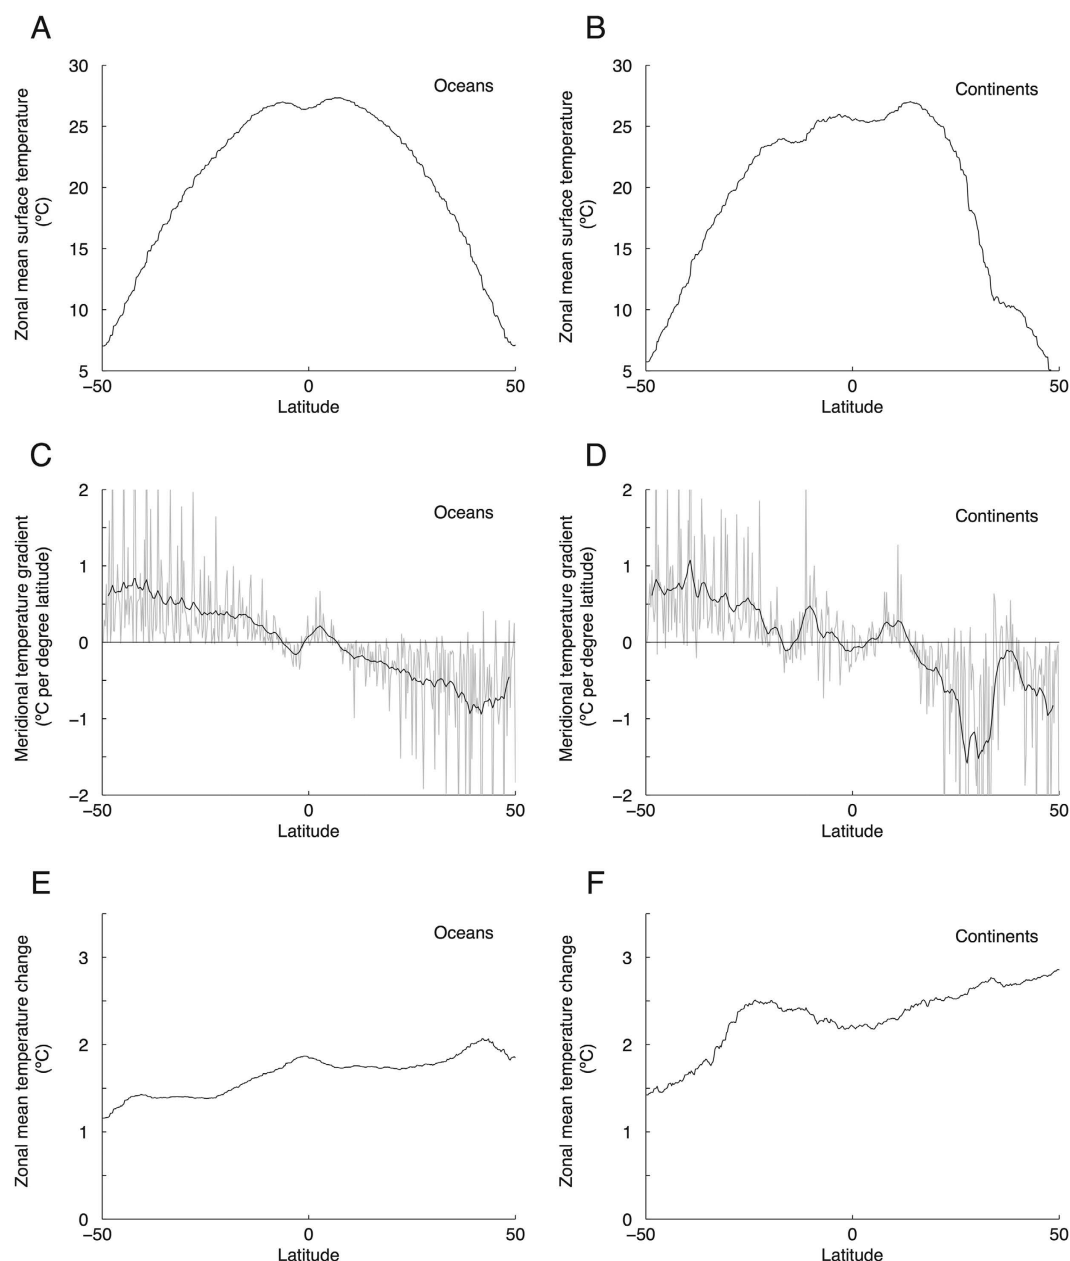 A
B
Zonal mean surface temperature
(ºC)
30
25
20
15
10
5
Oceans
−50
0
50
Latitude
Zonal mean surface temperature
(ºC)
30
25
20
15
10
5
Continents
−50
0
50
Latitude
C
D
Meridional temperature gradient
(ºC per degree latitude)
2
1
0
−1
−2
Oceans
−50
0
50
Latitude
Meridional temperature gradient
(ºC per degree latitude)
2
1
0
−1
−2
Continents
−50
0
50
Latitude
E
F
Zonal mean temperature change
(ºC)
3
2
1
0
Oceans
−50
0
50
Latitude
Zonal mean temperature change
(ºC)
3
2
1
0
Continents
−50
0
50
Latitude